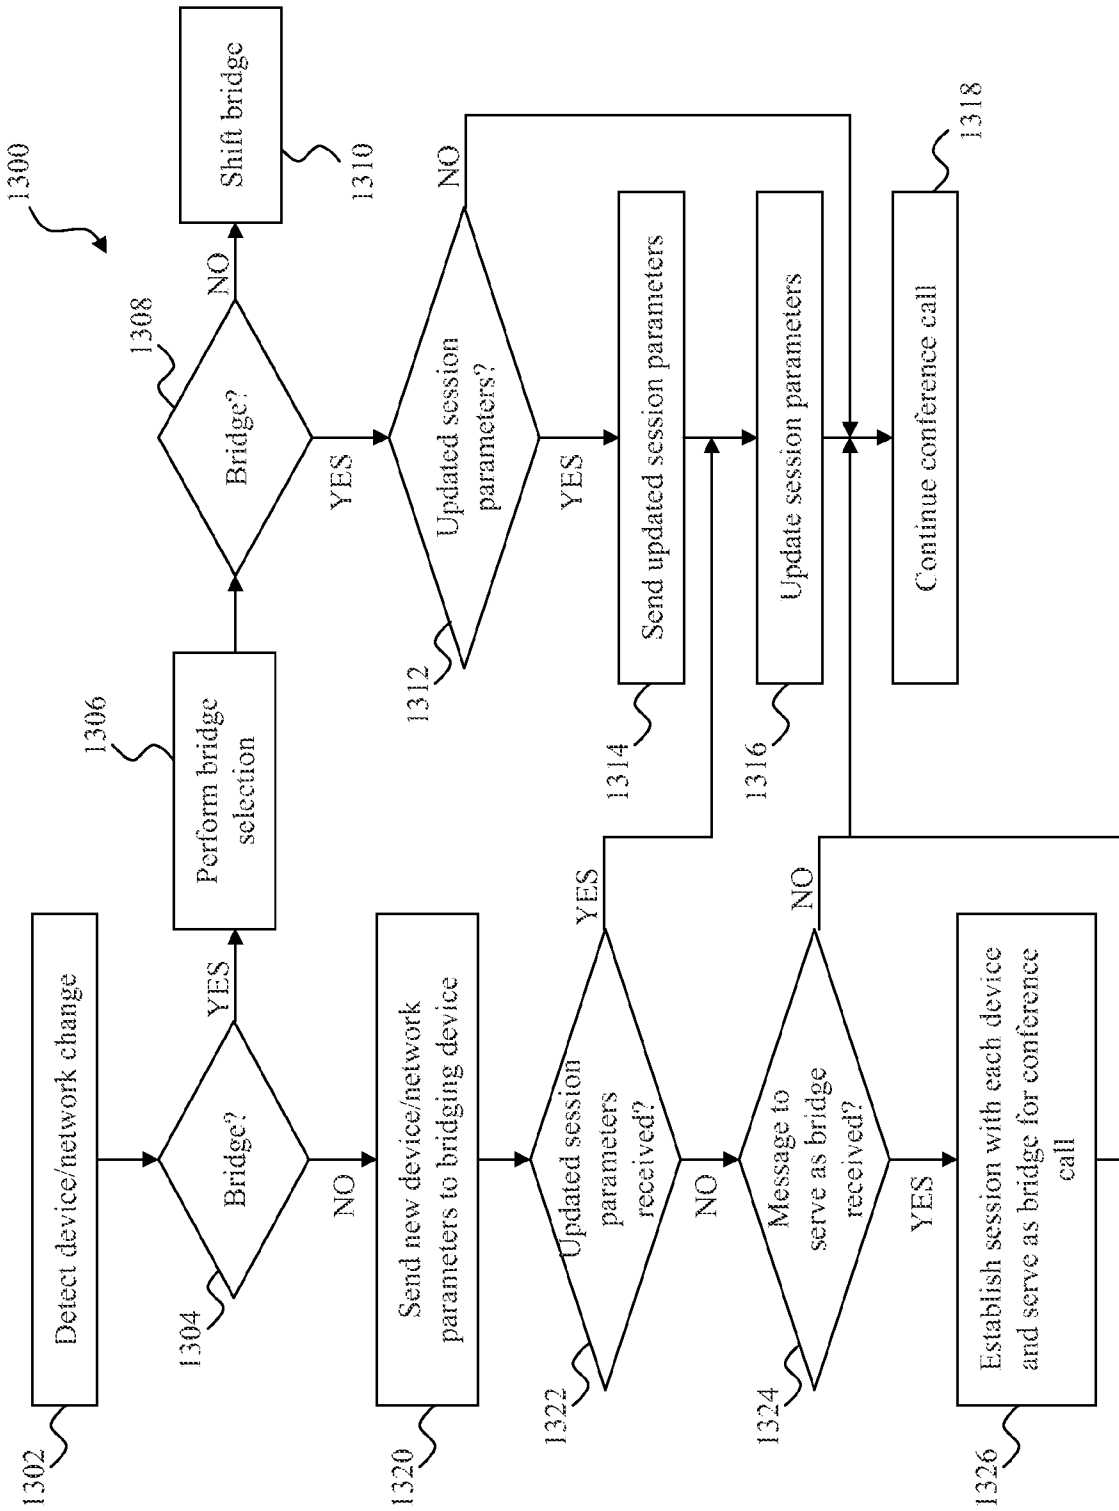 1300
1302
Detect device/network change
1304
Bridge?
YES
NO
1306
Perform bridge
selection
1308
Bridge?
NO
YES
Shift bridge
1310
1312
Updated session
parameters?
NO
YES
1314
Send updated session parameters
1316
Update session parameters
Continue conference call
1318
1320
Send new device/network
parameters to bridging device
1322
Updated session
parameters
received?
YES
NO
1324
Message to
serve as bridge
received?
NO
YES
1326
Establish session with each device
and serve as bridge for conference
call